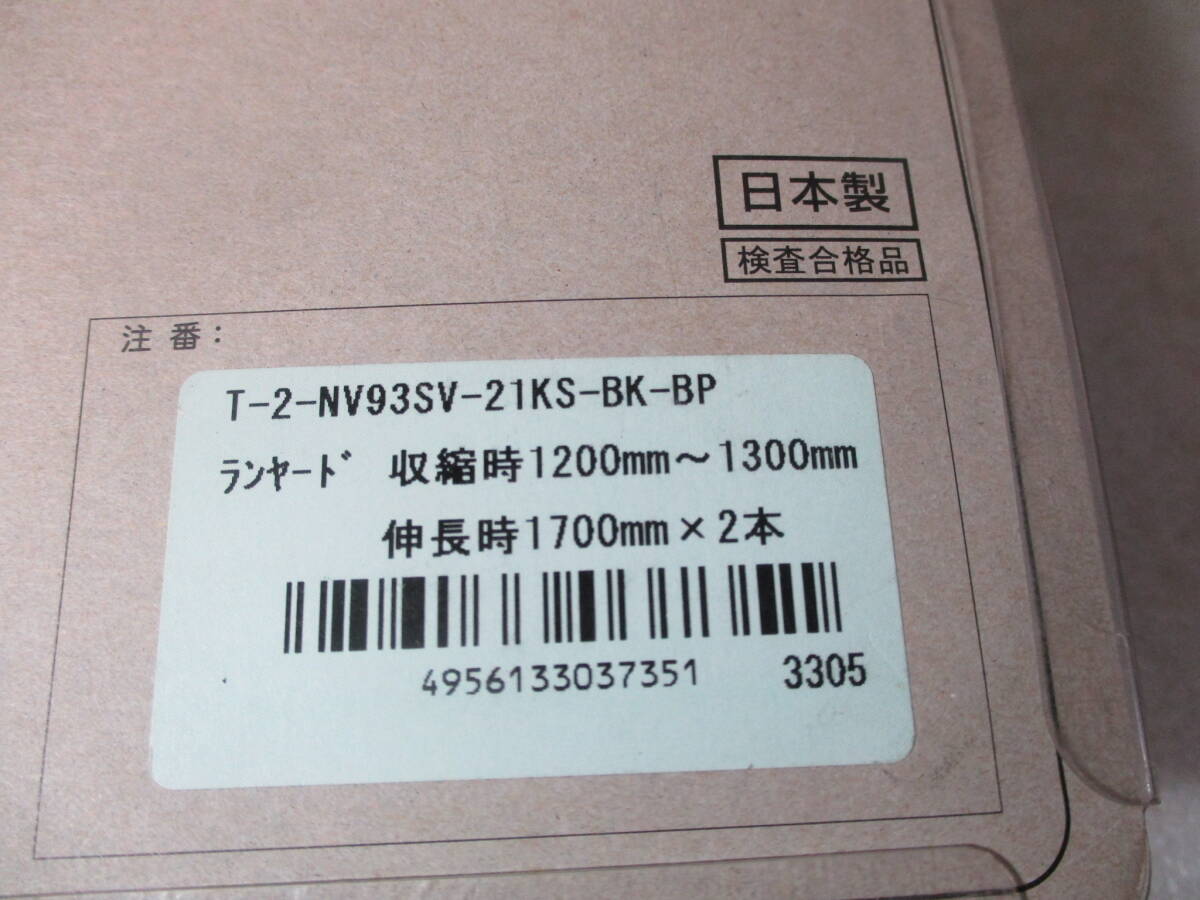 日本製
検査合格品
注番：
T-2-NV93SV-21KS-BK-BP
ﾗﾝﾔｰﾄﾞ 収縮時1200mm～1300mm
伸長時1700mm×2本
4956133037351 3305